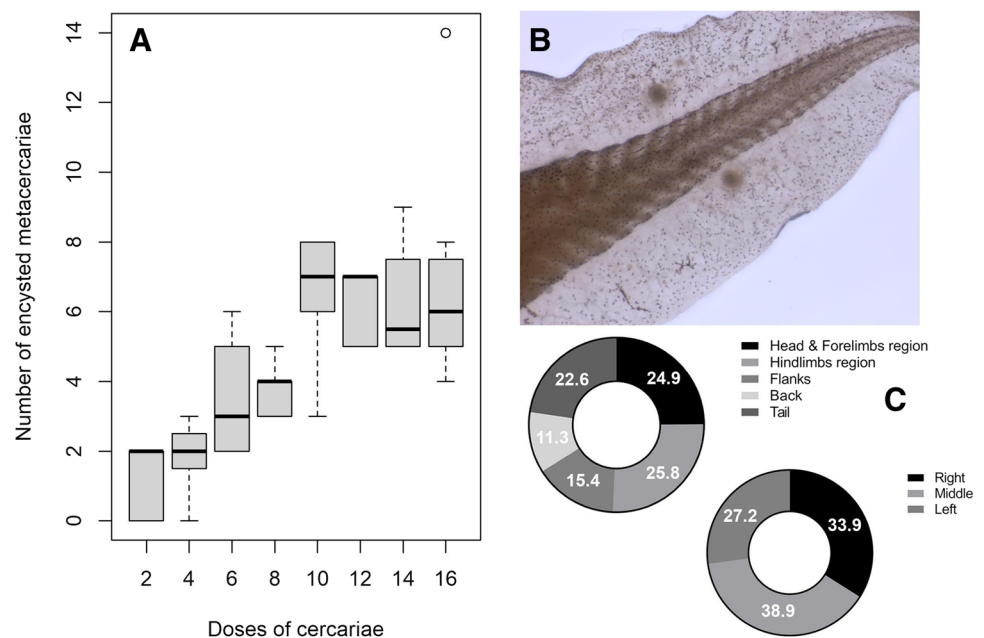 A
Number of encysted metacercariae
14
12
10
8
6
4
2
0
2 4 6 8 10 12 14 16
Doses of cercariae
B
C
Head & Forelimbs region
Hindlimbs region
Flanks
Back
Tail
22.6
24.9
11.3
15.4
25.8
Right
Middle
Left
27.2
33.9
38.9